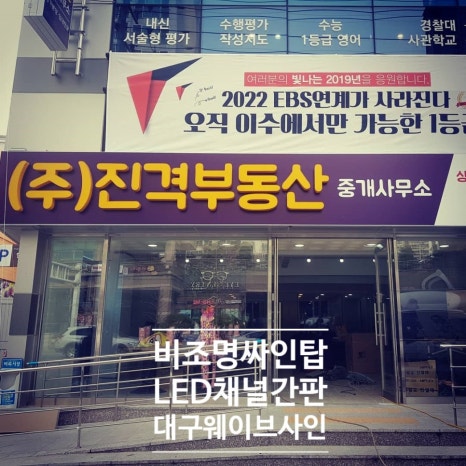 내신
서술형 평가
수행평가
작성지도
수능
1등급 영어
경찰대
사관학교
여러분의 빛나는 2019년을 응원합니다.
2022 EBS연계가 사라진다
오직 이수에서만 가능한 1등급
(주)진격부동산 중개사무소
비조명싸인탑
LED채널간판
대구웨이브사인